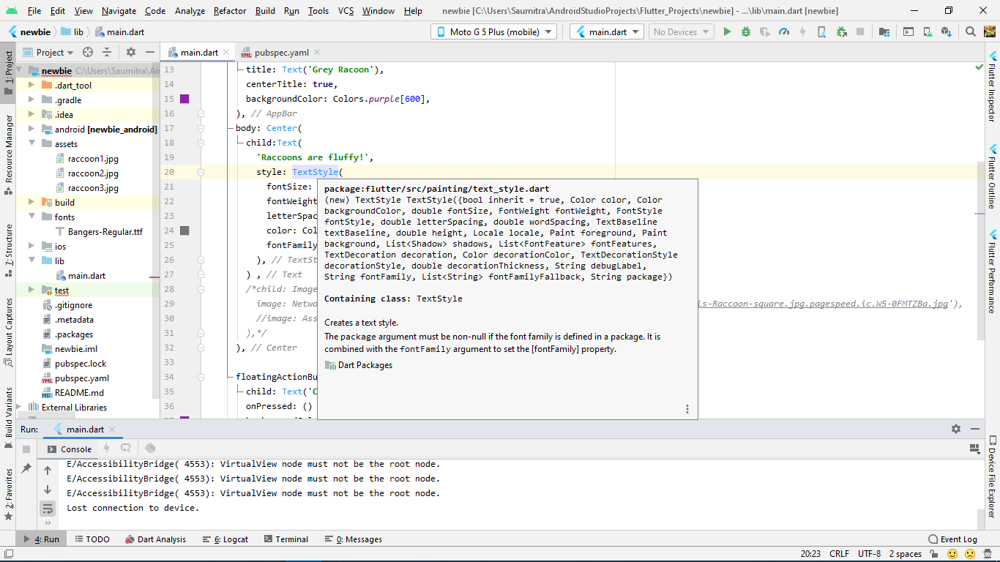 File Edit View Navigate Code Analyze Refactor Build Run Tools VCS Window Help newbie [C:\Users\Saumitra\AndroidStudioProjects\Flutter_Projects\newbie] - ...\lib\main.dart [newbie]
newbie lib main.dart Moto G 5 Plus (mobile) main.dart No Devices
Project main.dart pubspec.yaml
1: Project
Resource Manager
7: Structure
Layout Captures
Build Variants
2: Favorites
newbie C:\Users\Saumitra\An
.dart_tool
.gradle
.idea
android [newbie_android]
assets
raccoon1.jpg
raccoon2.jpg
raccoon3.jpg
build
fonts
Bangers-Regular.ttf
ios
lib
main.dart
test
.gitignore
.metadata
.packages
newbie.iml
pubspec.lock
pubspec.yaml
README.md
External Libraries
13 title: Text('Grey Racoon'),
14 centerTitle: true,
15 backgroundColor: Colors.purple[600],
16 ), // AppBar
17 body: Center(
18 child:Text(
19 'Raccoons are fluffy!',
20 style: TextStyle(
21 fontSize:
22 fontWeight
23 letterSpac
24 color: Col
25 fontFamily
26 ), // TextSt
27 ) , // Text
28 /*child: Image
29 image: Netwo ls-Raccoon-square.jpg.pagespeed.ic.W5-0FMTZBa.jpg'),
30 //image: Ass
31 ),*/
32 ), // Center
33
34 floatingActionBu
35 child: Text('C
36 onPressed: ()
package:flutter/src/painting/text_style.dart
(new) TextStyle TextStyle({bool inherit = true, Color color, Color
backgroundColor, double fontSize, FontWeight fontWeight, FontStyle
fontStyle, double letterSpacing, double wordSpacing, TextBaseline
textBaseline, double height, Locale locale, Paint foreground, Paint
background, List<Shadow> shadows, List<FontFeature> fontFeatures,
TextDecoration decoration, Color decorationColor, TextDecorationStyle
decorationStyle, double decorationThickness, String debugLabel,
String fontFamily, List<String> fontFamilyFallback, String package})
Containing class: TextStyle
Creates a text style.
The package argument must be non-null if the font family is defined in a package. It is
combined with the fontFamily argument to set the [fontFamily] property.
Dart Packages
Flutter Inspector
Flutter Outline
Flutter Performance
Device File Explorer
Run: main.dart
Console
E/AccessibilityBridge( 4553): VirtualView node must not be the root node.
E/AccessibilityBridge( 4553): VirtualView node must not be the root node.
E/AccessibilityBridge( 4553): VirtualView node must not be the root node.
Lost connection to device.
4: Run TODO Dart Analysis 6: Logcat Terminal 0: Messages Event Log
20:23 CRLF UTF-8 2 spaces